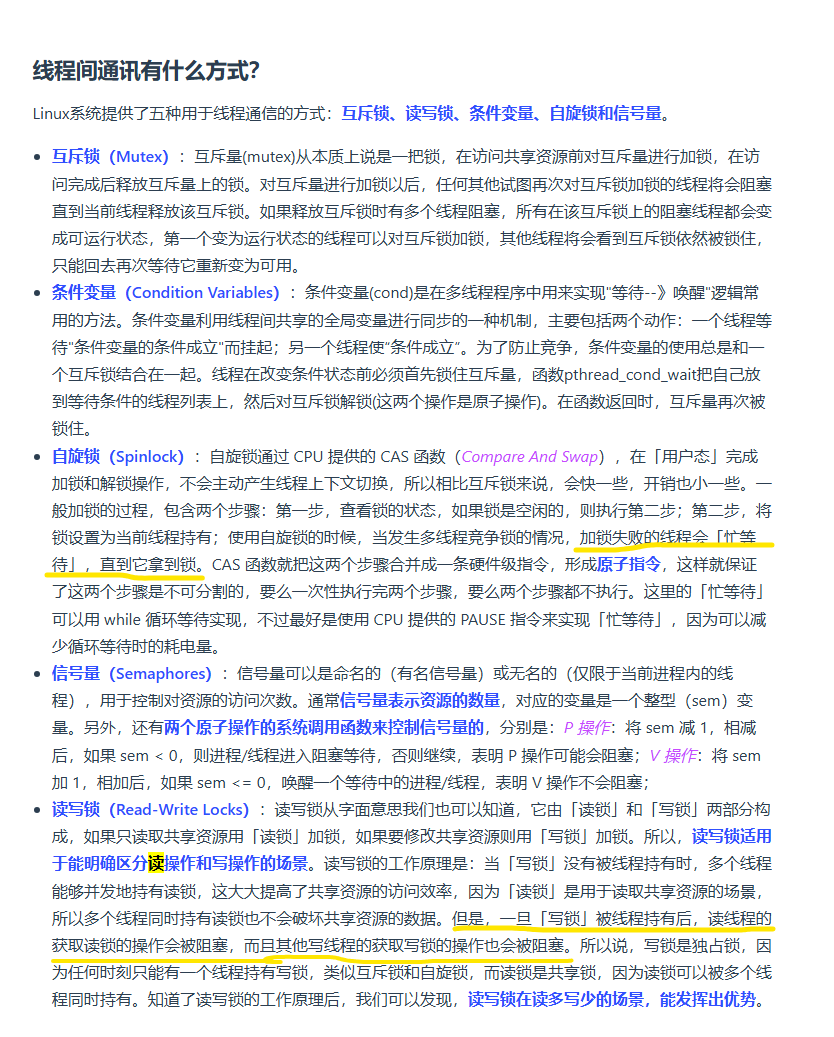 线程间通讯有什么方式？
Linux系统提供了五种用于线程通信的方式：互斥锁、读写锁、条件变量、自旋锁和信号量。
• 互斥锁（Mutex）：互斥量(mutex)从本质上说是一把锁，在访问共享资源前对互斥量进行加锁，在访
问完成后释放互斥量上的锁。对互斥量进行加锁以后，任何其他试图再次对互斥锁加锁的线程将会阻塞
直到当前线程释放该互斥锁。如果释放互斥锁时有多个线程阻塞，所有在该互斥锁上的阻塞线程都会变
成可运行状态，第一个变为运行状态的线程可以对互斥锁加锁，其他线程将会看到互斥锁依然被锁住，
只能回去再次等待它重新变为可用。
• 条件变量（Condition Variables）：条件变量(cond)是在多线程程序中用来实现"等待--》唤醒"逻辑常
用的方法。条件变量利用线程间共享的全局变量进行同步的一种机制，主要包括两个动作：一个线程等
待"条件变量的条件成立"而挂起；另一个线程使“条件成立”。为了防止竞争，条件变量的使用总是和一
个互斥锁结合在一起。线程在改变条件状态前必须首先锁住互斥量，函数pthread_cond_wait把自己放
到等待条件的线程列表上，然后对互斥锁解锁(这两个操作是原子操作)。在函数返回时，互斥量再次被
锁住。
• 自旋锁（Spinlock）：自旋锁通过 CPU 提供的 CAS 函数（Compare And Swap），在「用户态」完成
加锁和解锁操作，不会主动产生线程上下文切换，所以相比互斥锁来说，会快一些，开销也小一些。一
般加锁的过程，包含两个步骤：第一步，查看锁的状态，如果锁是空闲的，则执行第二步；第二步，将
锁设置为当前线程持有；使用自旋锁的时候，当发生多线程竞争锁的情况，加锁失败的线程会「忙等
待」，直到它拿到锁。CAS 函数就把这两个步骤合并成一条硬件级指令，形成原子指令，这样就保证
了这两个步骤是不可分割的，要么一次性执行完两个步骤，要么两个步骤都不执行。这里的「忙等待」
可以用 while 循环等待实现，不过最好是使用 CPU 提供的 PAUSE 指令来实现「忙等待」，因为可以减
少循环等待时的耗电量。
• 信号量（Semaphores）：信号量可以是命名的（有名信号量）或无名的（仅限于当前进程内的线
程），用于控制对资源的访问次数。通常信号量表示资源的数量，对应的变量是一个整型（sem）变
量。另外，还有两个原子操作的系统调用函数来控制信号量的，分别是：P 操作：将 sem 减 1，相减
后，如果 sem < 0，则进程/线程进入阻塞等待，否则继续，表明 P 操作可能会阻塞；V 操作：将 sem
加 1，相加后，如果 sem <= 0，唤醒一个等待中的进程/线程，表明 V 操作不会阻塞；
• 读写锁（Read-Write Locks）：读写锁从字面意思我们也可以知道，它由「读锁」和「写锁」两部分构
成，如果只读取共享资源用「读锁」加锁，如果要修改共享资源则用「写锁」加锁。所以，读写锁适用
于能明确区分读操作和写操作的场景。读写锁的工作原理是：当「写锁」没有被线程持有时，多个线程
能够并发地持有读锁，这大大提高了共享资源的访问效率，因为「读锁」是用于读取共享资源的场景，
所以多个线程同时持有读锁也不会破坏共享资源的数据。但是，一旦「写锁」被线程持有后，读线程的
获取读锁的操作会被阻塞，而且其他写线程的获取写锁的操作也会被阻塞。所以说，写锁是独占锁，因
为任何时刻只能有一个线程持有写锁，类似互斥锁和自旋锁，而读锁是共享锁，因为读锁可以被多个线
程同时持有。知道了读写锁的工作原理后，我们可以发现，读写锁在读多写少的场景，能发挥出优势。